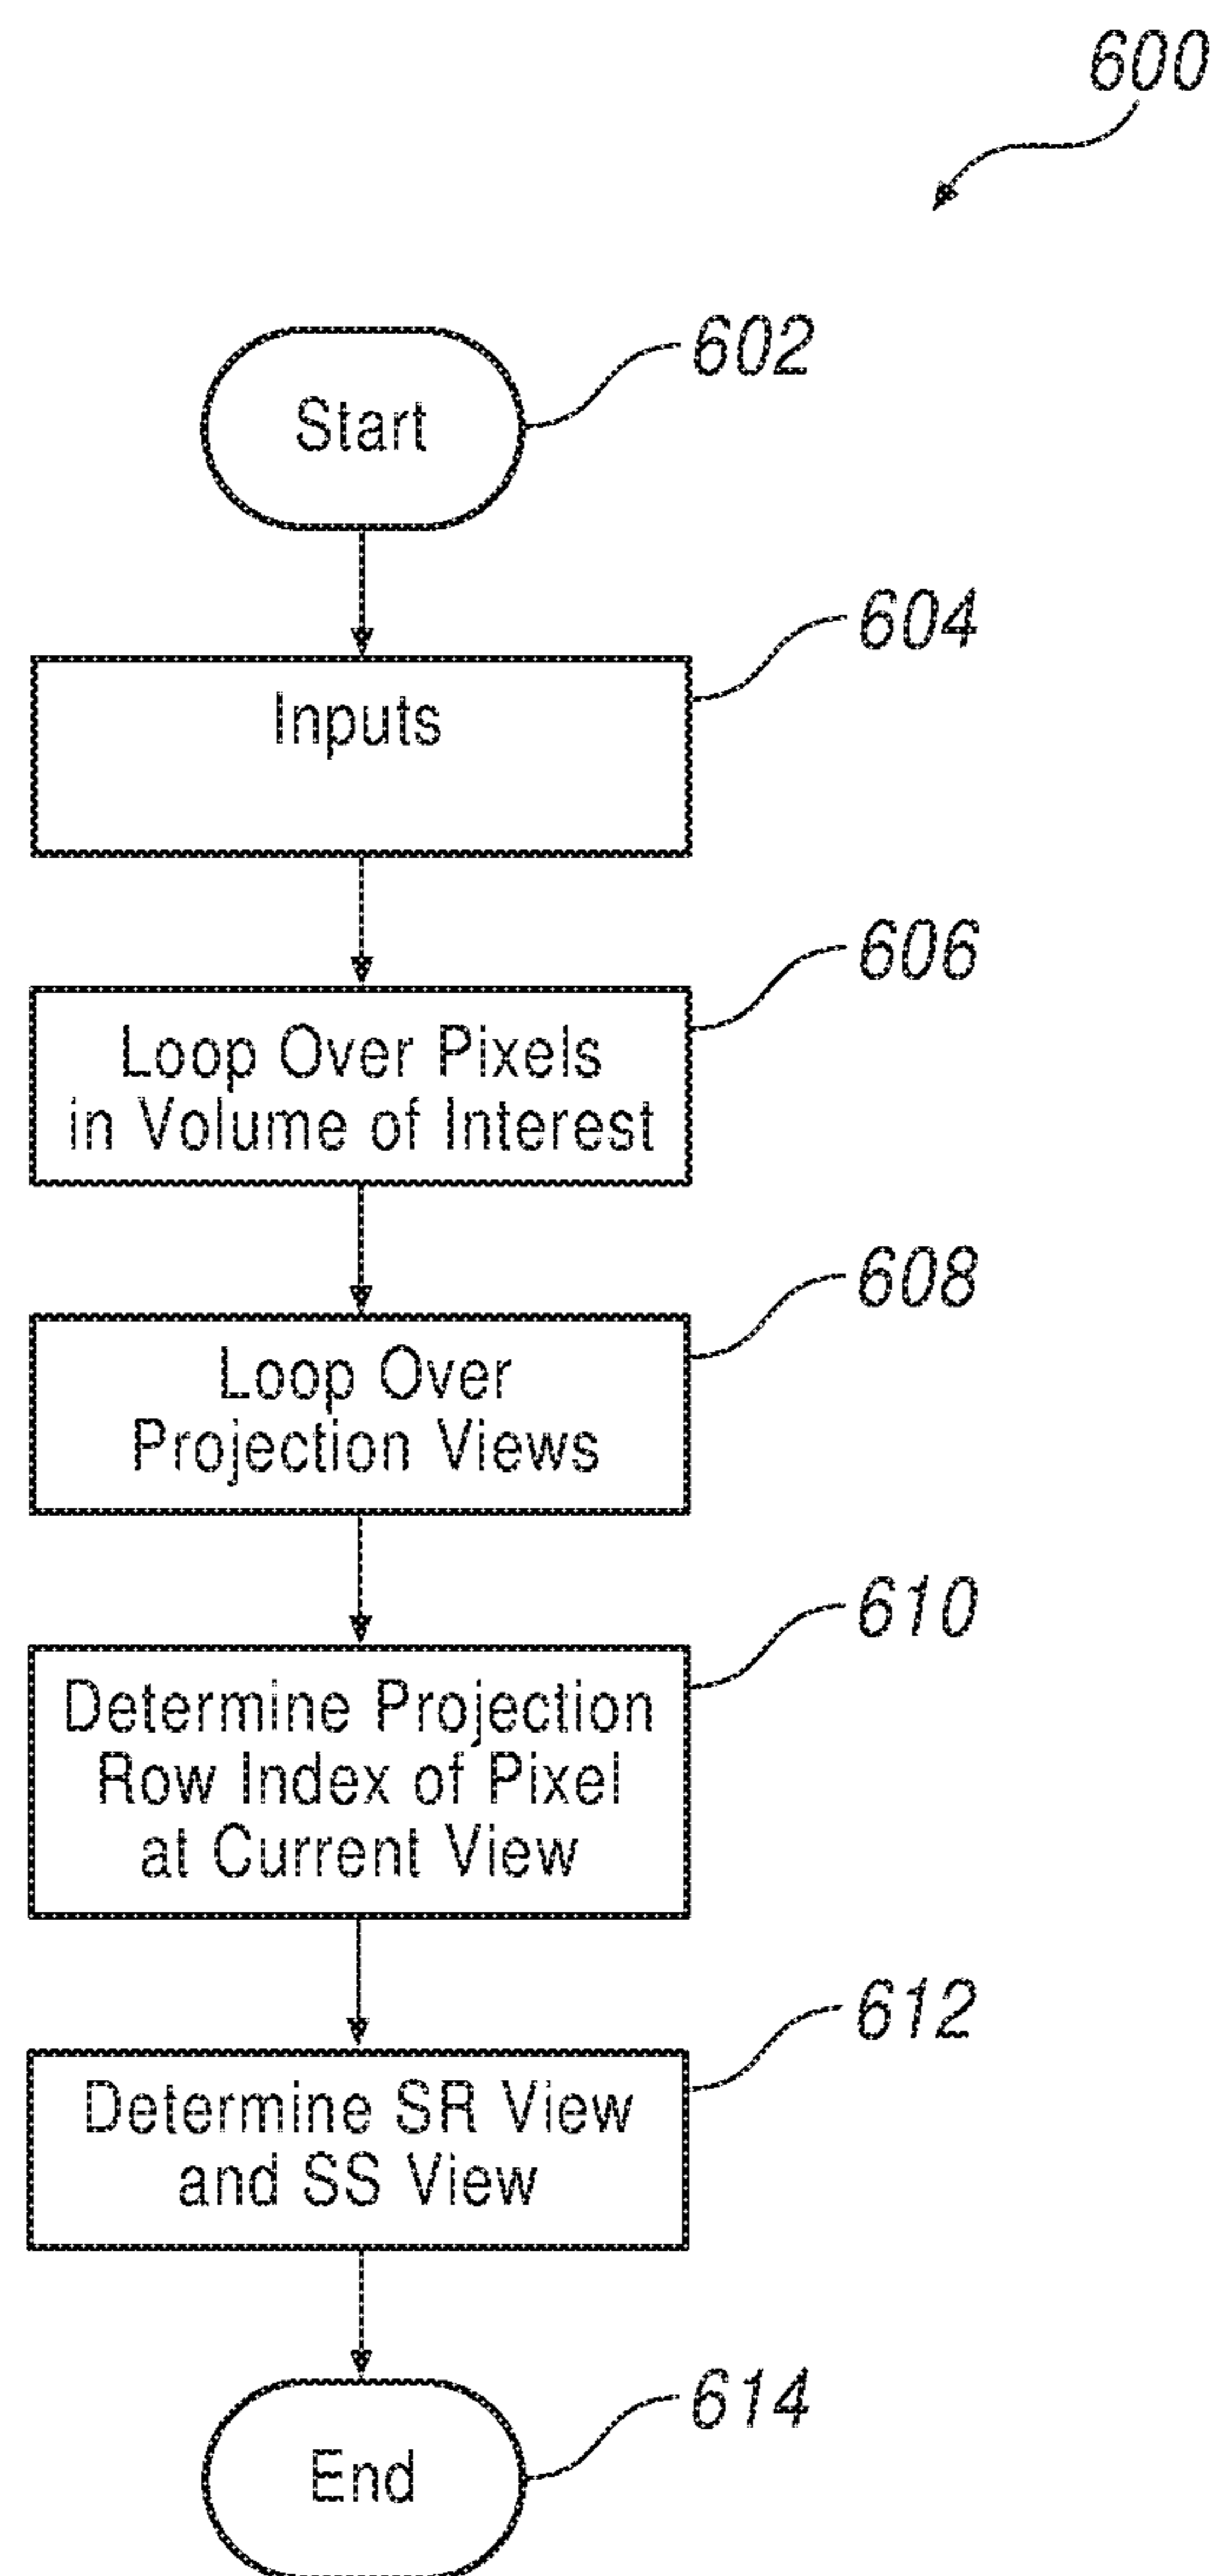 600
602
Start
604
Inputs
606
Loop Over Pixels
in Volume of Interest
608
Loop Over
Projection Views
610
Determine Projection
Row Index of Pixel
at Current View
612
Determine SR View
and SS View
614
End